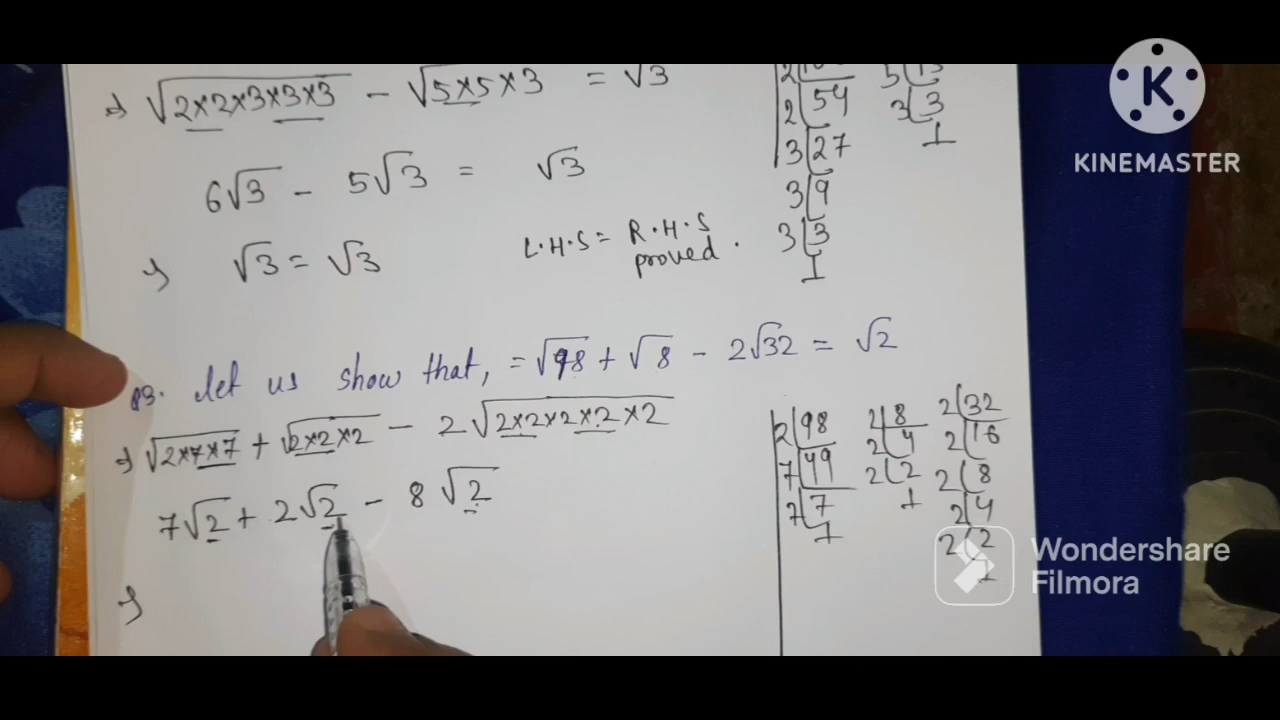 ⇒ √2×2×3×3×3 - √5×5×3 = √3
6√3 - 5√3 = √3
⇒ √3 = √3 L.H.S = R.H.S
proved.
2 54
3 27
3 9
3 3
1
3 3
1
Q3. Let us show that, = √98 + √8 - 2√32 = √2
⇒ √2×7×7 + √2×2×2 - 2√2×2×2×2×2
7√2 + 2√2 - 8√2
⇒
2 98
7 49
7 7
1
2 8
2 4
2 2
1
2 32
2 16
2 8
2 4
2 2
1
KINEMASTER
Wondershare
Filmora